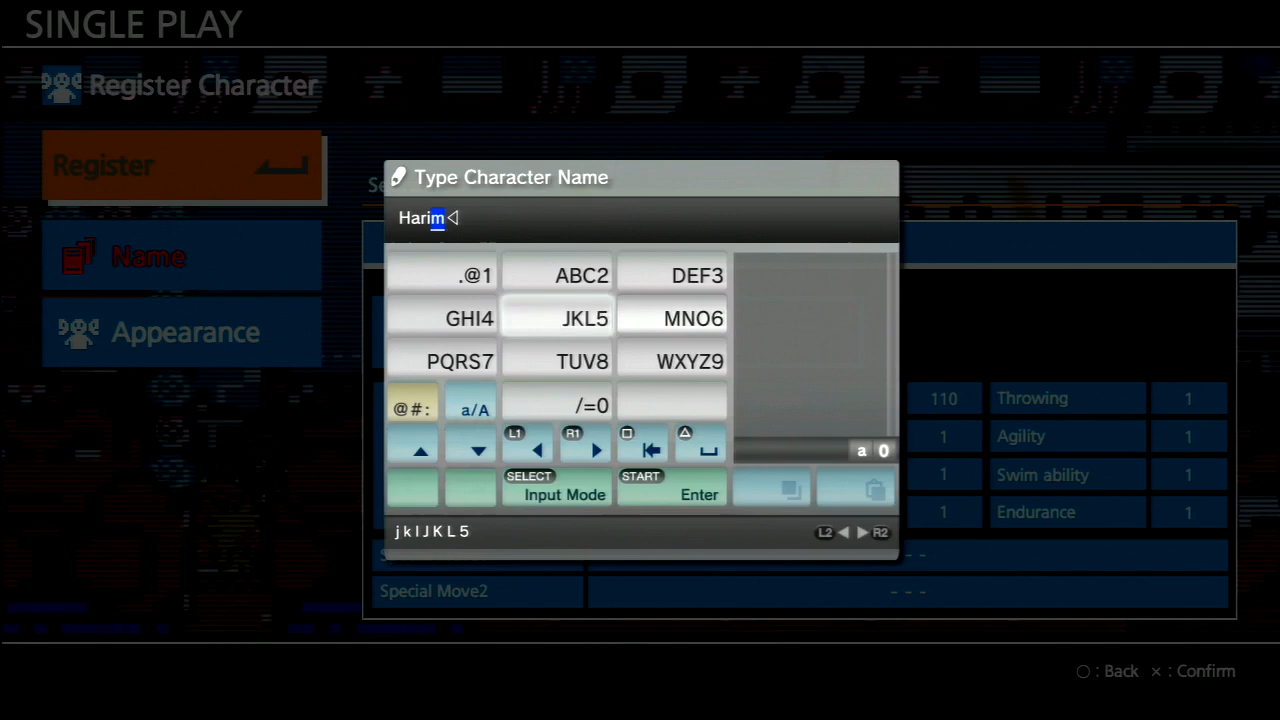 SINGLE PLAY
Register Character
Register
Name
Appearance
Type Character Name
Harim
.@1 ABC2 DEF3
GHI4 JKL5 MNO6
PQRS7 TUV8 WXYZ9
@#: a/A /=0
L1 R1
a 0
SELECT START
Input Mode Enter
jklJKL5
L2 R2
110 Throwing 1
1 Agility 1
1 Swim ability 1
1 Endurance 1
- -
Special Move2 - - -
○ : Back × : Confirm